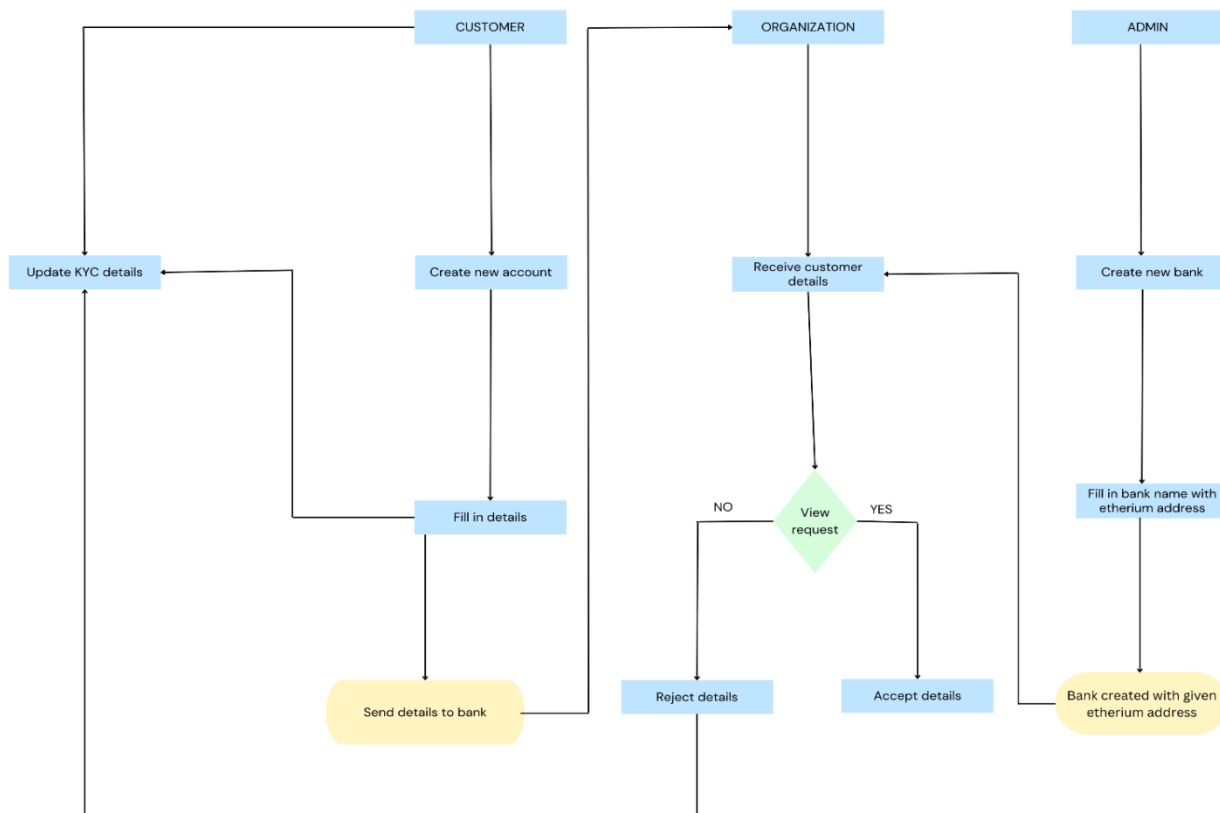 CUSTOMER
ORGANIZATION
ADMIN
Update KYC details
Create new account
Receive customer
details
Create new bank
Fill in details
NO
View
request
YES
Fill in bank name with
etherium address
Send details to bank
Reject details
Accept details
Bank created with given
etherium address